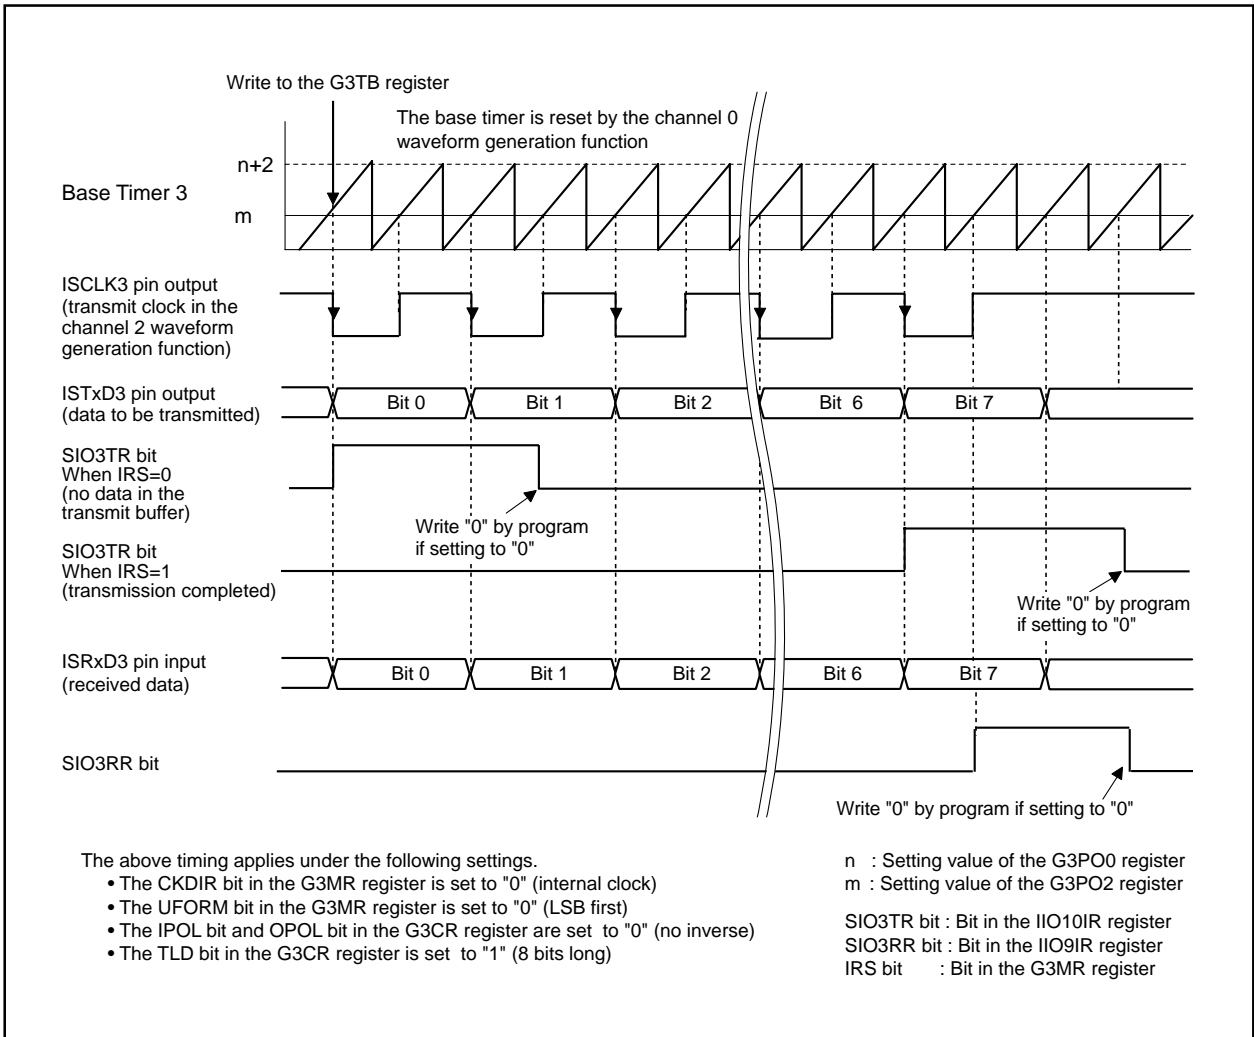 Write to the G3TB register
The base timer is reset by the channel 0
waveform generation function
n+2
Base Timer 3
m
ISCLK3 pin output
(transmit clock in the
channel 2 waveform
generation function)
ISTxD3 pin output
(data to be transmitted)
Bit 0
Bit 1
Bit 2
Bit 6
Bit 7
SIO3TR bit
When IRS=0
(no data in the
transmit buffer)
Write "0" by program
if setting to "0"
SIO3TR bit
When IRS=1
(transmission completed)
Write "0" by program
if setting to "0"
ISRxD3 pin input
(received data)
Bit 0
Bit 1
Bit 2
Bit 6
Bit 7
SIO3RR bit
Write "0" by program if setting to "0"
The above timing applies under the following settings.
• The CKDIR bit in the G3MR register is set to "0" (internal clock)
• The UFORM bit in the G3MR register is set to "0" (LSB first)
• The IPOL bit and OPOL bit in the G3CR register are set to "0" (no inverse)
• The TLD bit in the G3CR register is set to "1" (8 bits long)
n : Setting value of the G3PO0 register
m : Setting value of the G3PO2 register
SIO3TR bit : Bit in the IIO10IR register
SIO3RR bit : Bit in the IIO9IR register
IRS bit : Bit in the G3MR register